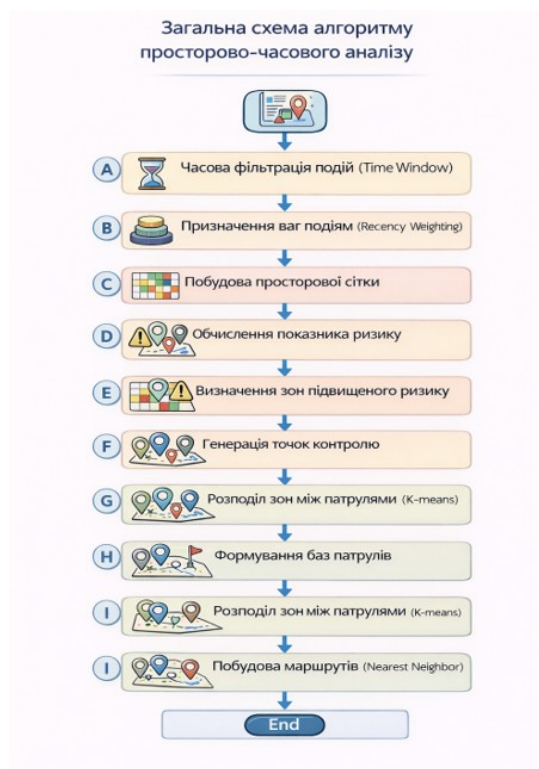 Загальна схема алгоритму
просторово-часового аналізу
A Часова фільтрація подій (Time Window)
B Призначення ваг подіям (Recency Weighting)
C Побудова просторової сітки
D Обчислення показника ризику
E Визначення зон підвищеного ризику
F Генерація точок контролю
G Розподіл зон між патрулями (K-means)
H Формування баз патрулів
I Розподіл зон між патрулями (K-means)
I Побудова маршрутів (Nearest Neighbor)
End